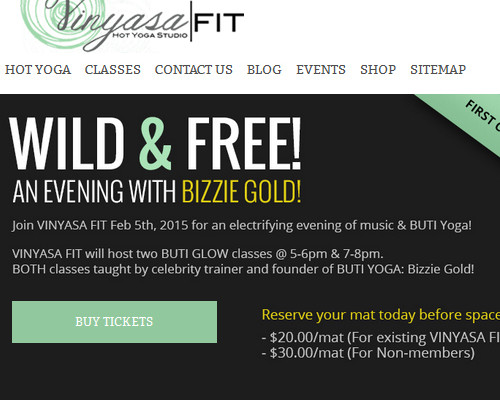 Vinyasa FIT
HOT YOGA STUDIO
HOT YOGA CLASSES CONTACT US BLOG EVENTS SHOP SITEMAP
FIRST
WILD & FREE!
AN EVENING WITH BIZZIE GOLD!
Join VINYASA FIT Feb 5th, 2015 for an electrifying evening of music & BUTI Yoga!
VINYASA FIT will host two BUTI GLOW classes @ 5-6pm & 7-8pm.
BOTH classes taught by celebrity trainer and founder of BUTI YOGA: Bizzie Gold!
BUY TICKETS
Reserve your mat today before space
- $20.00/mat (For existing VINYASA FI
- $30.00/mat (For Non-members)